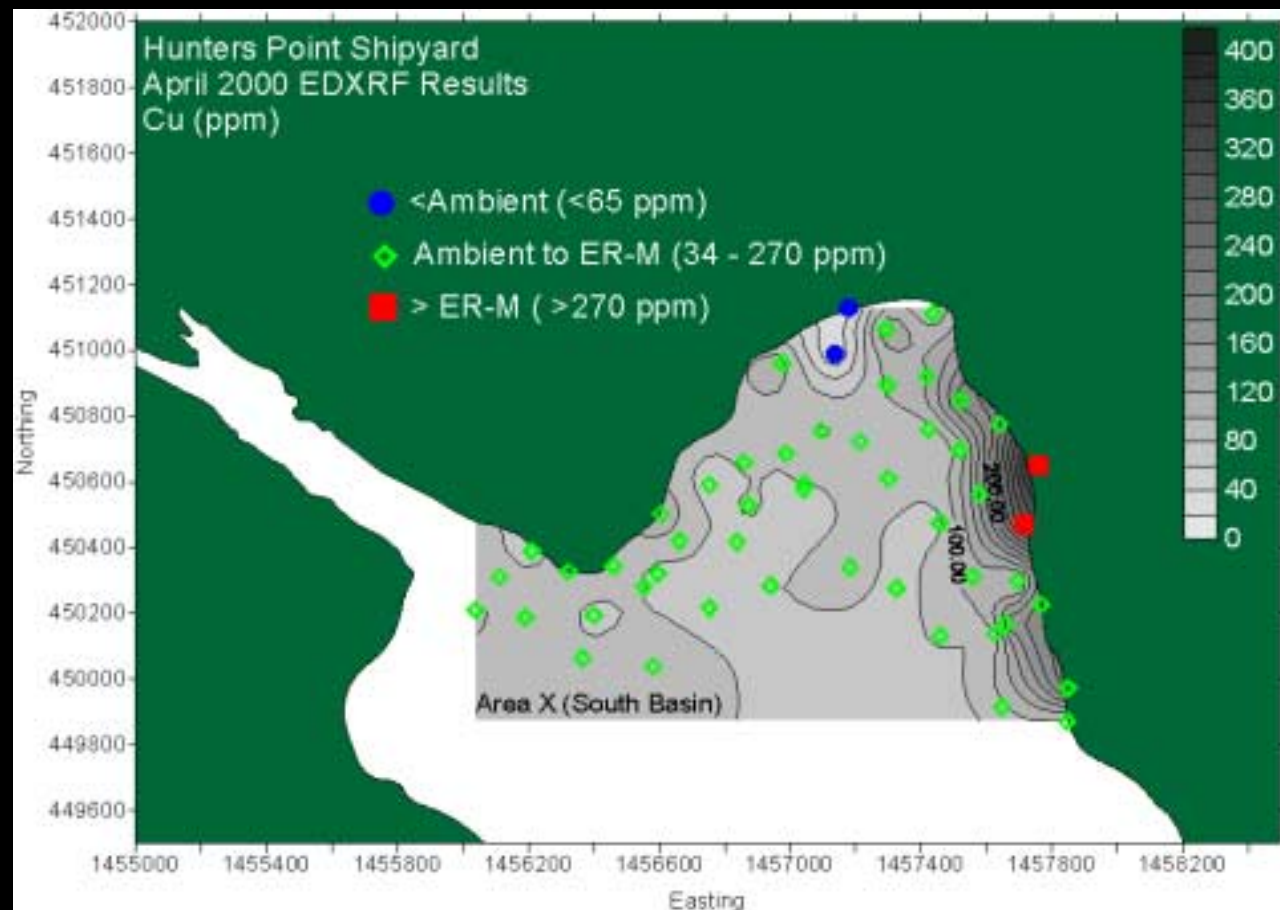 Hunters Point Shipyard
April 2000 EDXRF Results
Cu (ppm)
<Ambient (<65 ppm)
Ambient to ER-M (34 - 270 ppm)
> ER-M ( >270 ppm)
452000
451800
451600
451400
451200
451000
450800
450600
450400
450200
450000
449800
449600
Northing
400
360
320
280
240
200
160
120
80
40
0
200.00
100.00
Area X (South Basin)
1455000 1455400 1455800 1456200 1456600 1457000 1457400 1457800 1458200
Easting